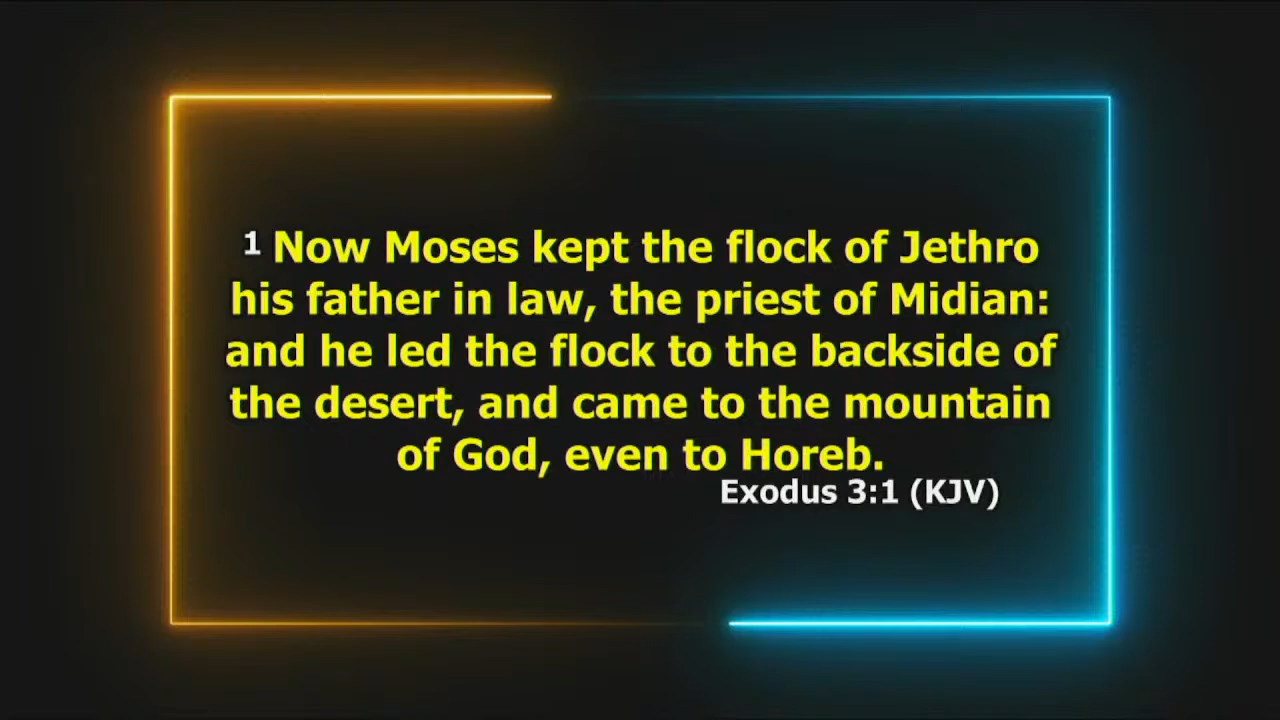 1 Now Moses kept the flock of Jethro
his father in law, the priest of Midian:
and he led the flock to the backside of
the desert, and came to the mountain
of God, even to Horeb.
Exodus 3:1 (KJV)